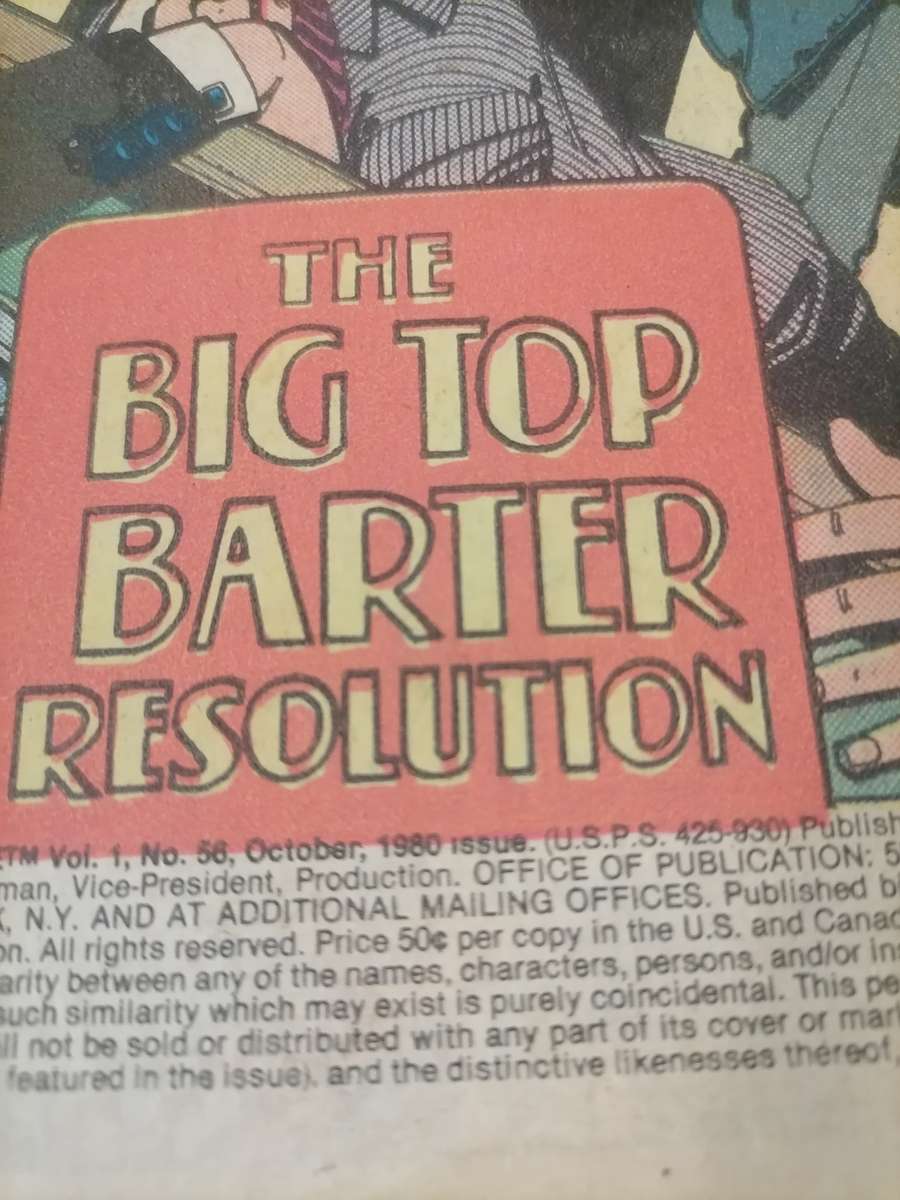 THE
BIG TOP
BARTER
RESOLUTION
TM Vol. 1, No. 56, October, 1980 issue. (U.S.P.S. 425-930) Publish
man, Vice-President, Production. OFFICE OF PUBLICATION: 5
, N.Y. AND AT ADDITIONAL MAILING OFFICES. Published b
on. All rights reserved. Price 50¢ per copy in the U.S. and Canad
arity between any of the names, characters, persons, and/or ins
such similarity which may exist is purely coincidental. This pe
ll not be sold or distributed with any part of its cover or mar
featured in the issue), and the distinctive likenesses thereof,